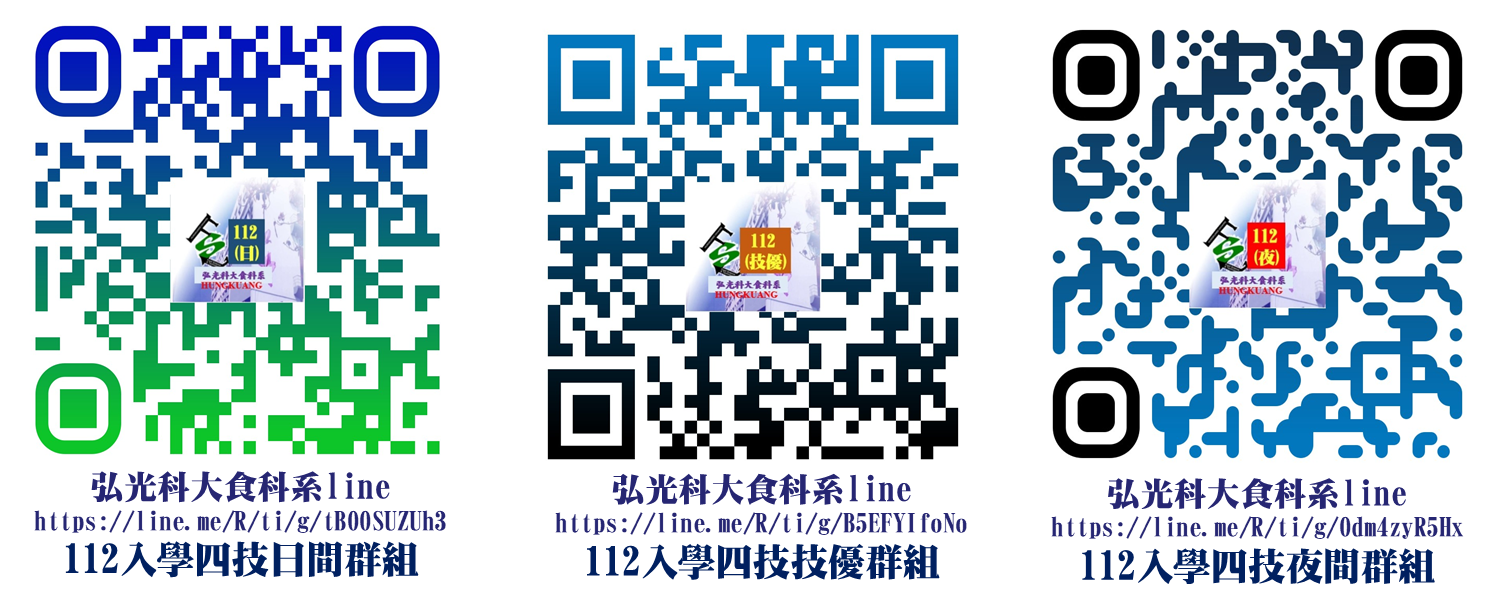 112
(日)
弘光科大食科系
HUNGKUANG
弘光科大食科系line
https://line.me/R/ti/g/tB00SUZUh3
112入學四技日間群組
112
(技優)
弘光科大食科系
HUNGKUANG
弘光科大食科系line
https://line.me/R/ti/g/B5EFYIfoNo
112入學四技技優群組
112
(夜)
弘光科大食科系
HUNGKUANG
弘光科大食科系line
https://line.me/R/ti/g/0dm4zyR5Hx
112入學四技夜間群組